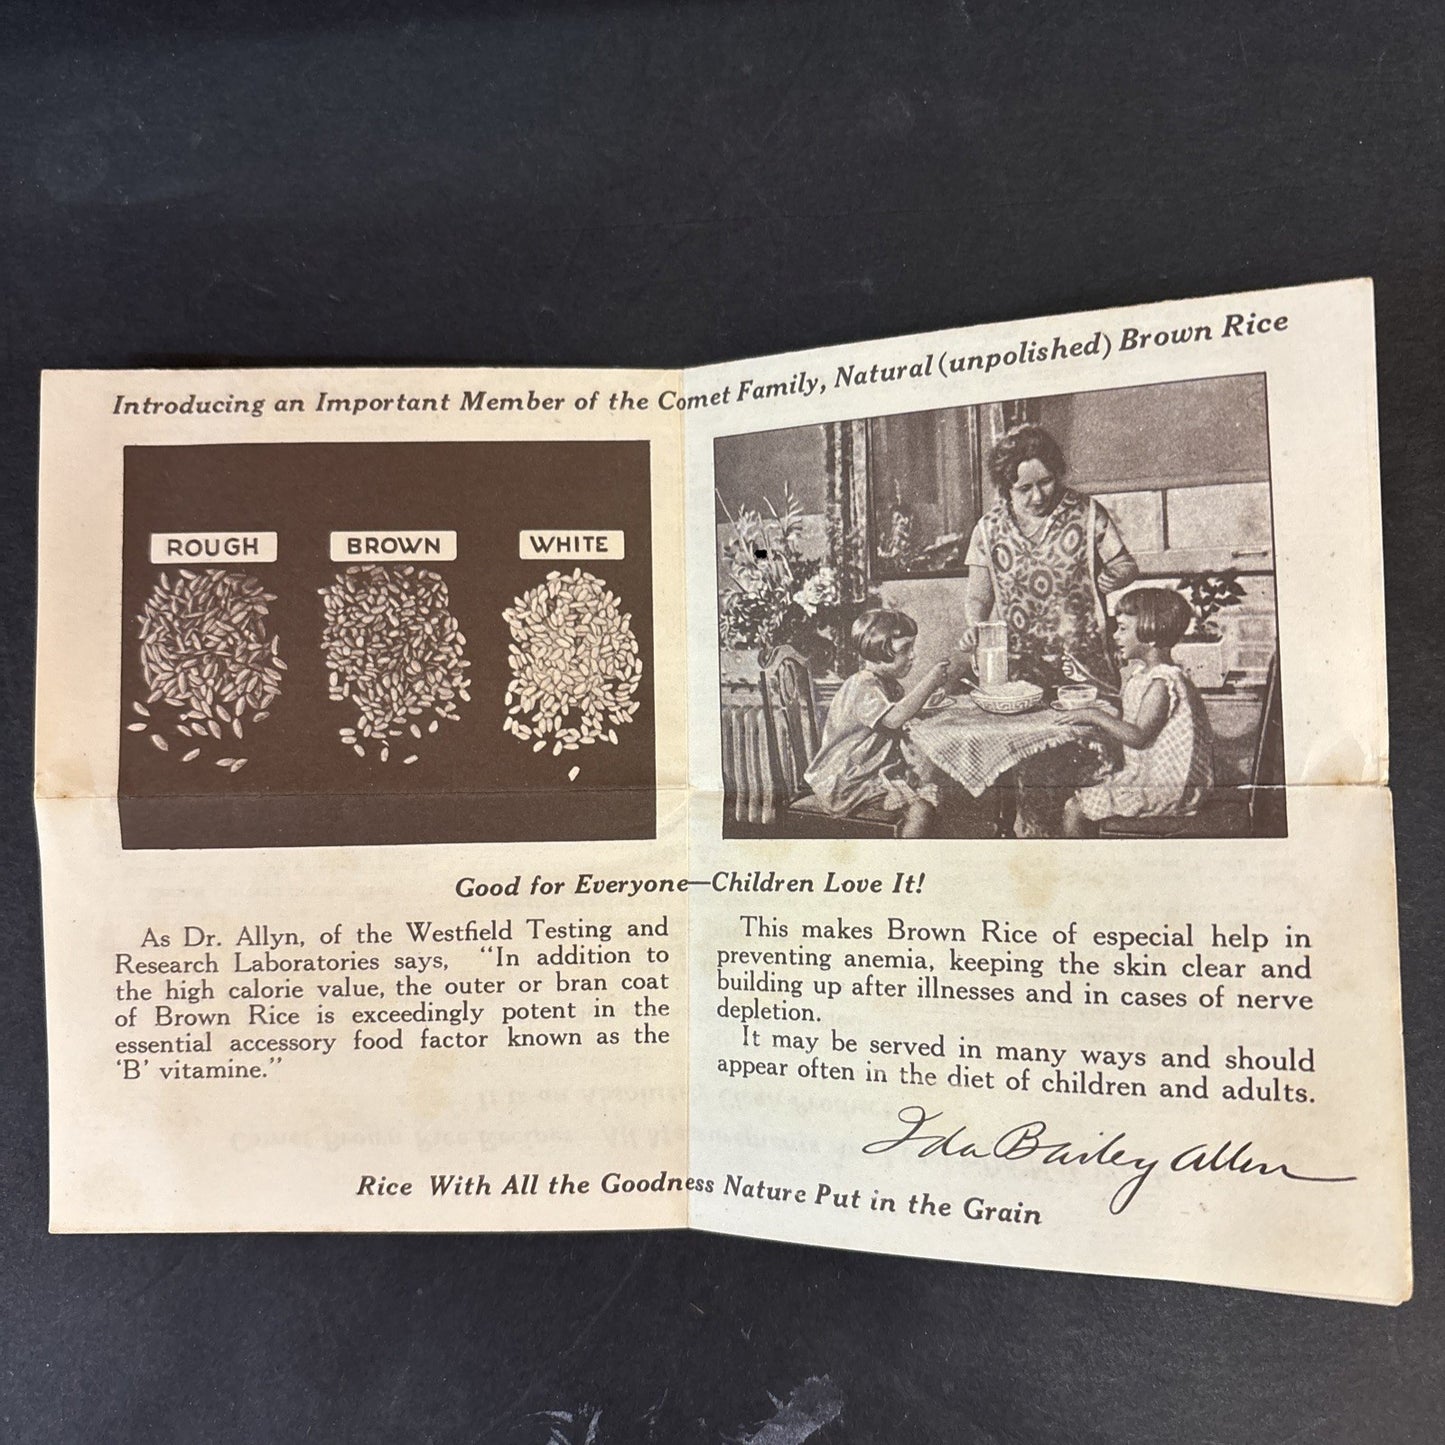 Introducing an Important Member of the Comet Family, Natural (unpolished) Brown Rice
ROUGH
BROWN
WHITE
Good for Everyone—Children Love It!
As Dr. Allyn, of the Westfield Testing and
Research Laboratories says, "In addition to
the high calorie value, the outer or bran coat
of Brown Rice is exceedingly potent in the
essential accessory food factor known as the
'B' vitamine."
This makes Brown Rice of especial help in
preventing anemia, keeping the skin clear and
building up after illnesses and in cases of nerve
depletion.
It may be served in many ways and should
appear often in the diet of children and adults.
Ida Bailey Allen
Rice With All the Goodness Nature Put in the Grain